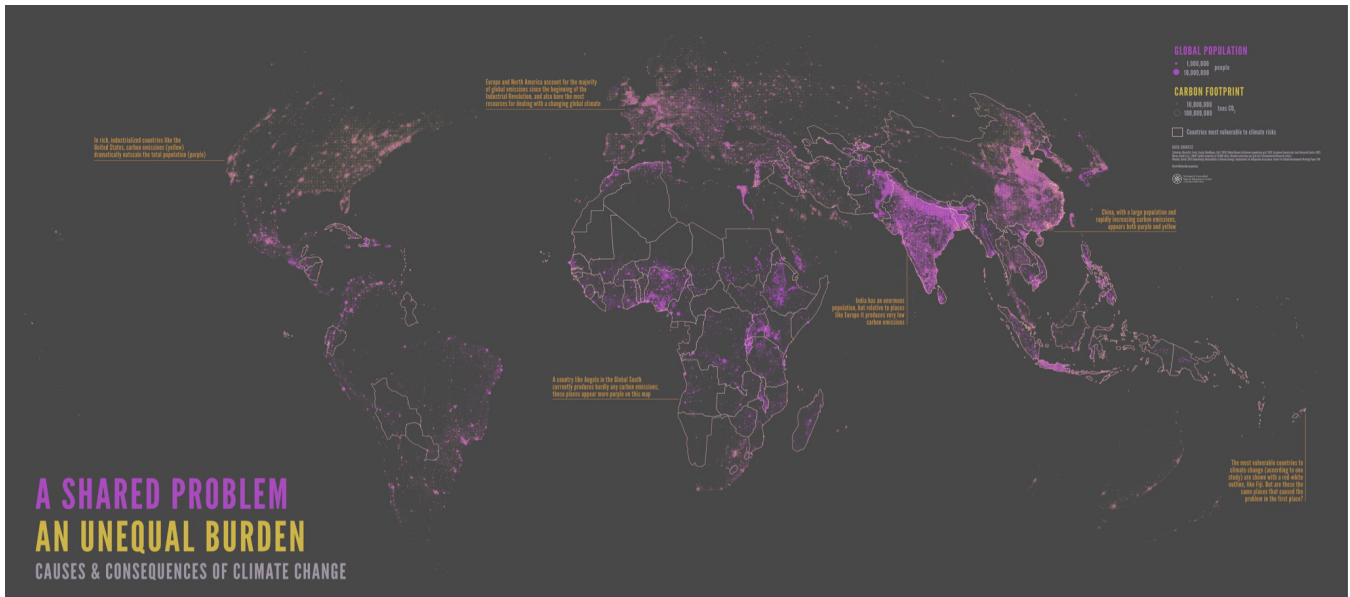 GLOBAL POPULATION
1,000,000
10,000,000
people
CARBON FOOTPRINT
10,000,000
100,000,000
tons CO2
Countries most vulnerable to climate risks
DATA SOURCES
Europe and North America account for the majority
of global emissions since the beginning of the
Industrial Revolution, and also have the most
resources for dealing with a changing global climate
In rich, industrialized countries like the
United States, carbon emissions (yellow)
dramatically outscale the total population (purple)
China, with a large population and
rapidly increasing carbon emissions,
appears both purple and yellow
India has an enormous
population, but relative to places
like Europe it produces very low
carbon emissions
A country like Angola in the Global South
currently produces hardly any carbon emissions;
these places appear more purple on this map
The most vulnerable countries to
climate change (according to one
study) are shown with a red-white
outline, like Fiji. But are these the
same places that caused the
problem in the first place?
A SHARED PROBLEM
AN UNEQUAL BURDEN
CAUSES & CONSEQUENCES OF CLIMATE CHANGE